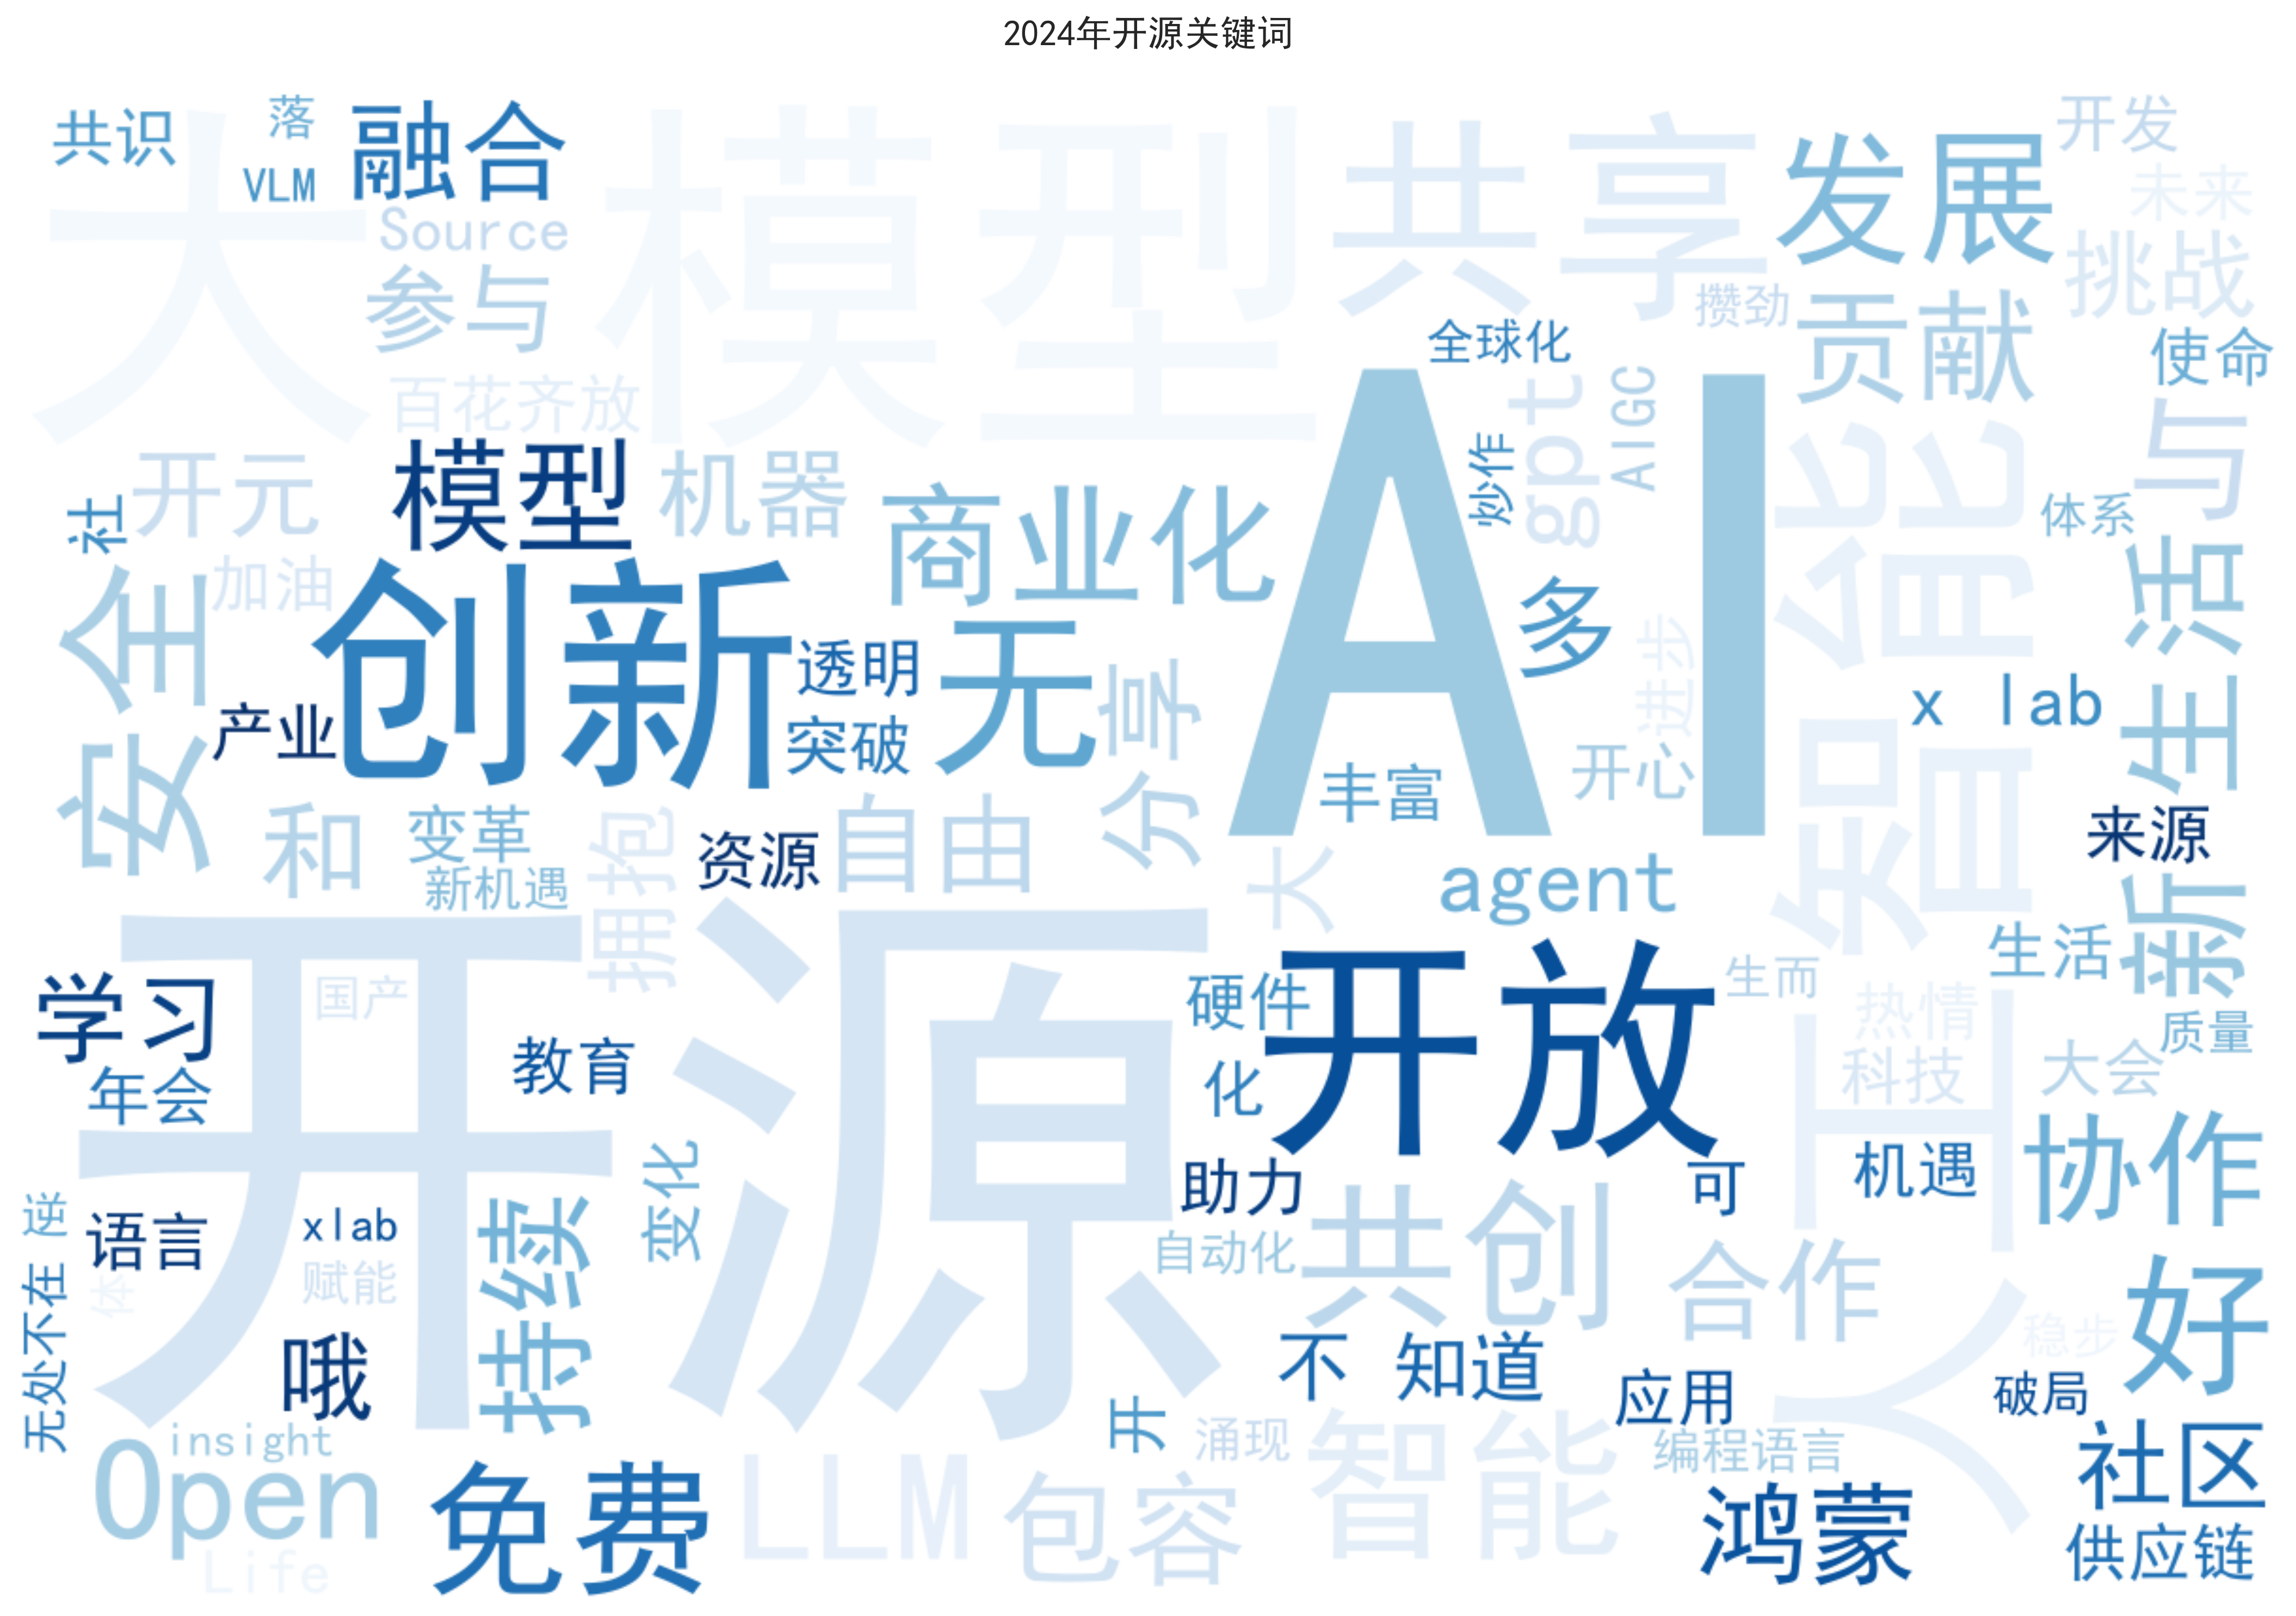 2024年开源关键词
共识
落
VLM
融合
Source
参与
大模型
共享
发展
开发
未来
挑战
攒劲
贡献
使命
全球化
百花齐放
gpt
AIGC
炒作
AI
人工智能
与
体系
新生活
社
开元
加油
模型
机器
商业化
安全
创新
透明
突破
无
分享
多
进步
开心
x lab
产业
丰富
和
变革
新机遇
拥抱
资源
自由
大
agent
来源
开源
学习
年会
国产
教育
硬件
化
开放
生而
生活
热情
科技
大会
质量
助力
可
机遇
协作
变化
逆
语言
xlab
赋能
体
无处不在
持续
自动化
共创
合作
稳步
好
哦
不 知道
应用
破局
开
涌现
智能
编程语言
社区
insight
Open
Life
免费
LLM
包容
鸿蒙
供应链